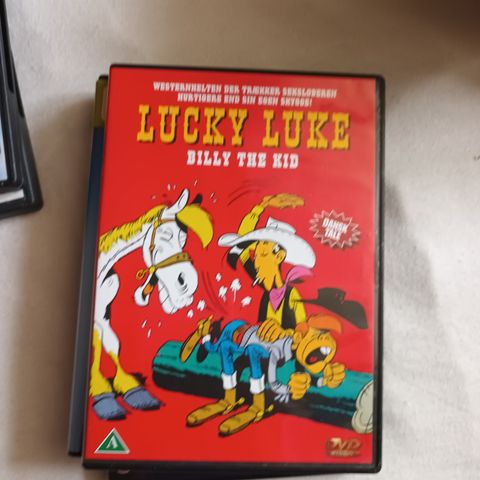 WESTERNHELTEN DER TRÆKKER SEKSLØBEREN
HURTIGERE END SIN EGEN SKYGGE!
LUCKY LUKE
BILLY THE KID
DANSK
TALE
A
DVD